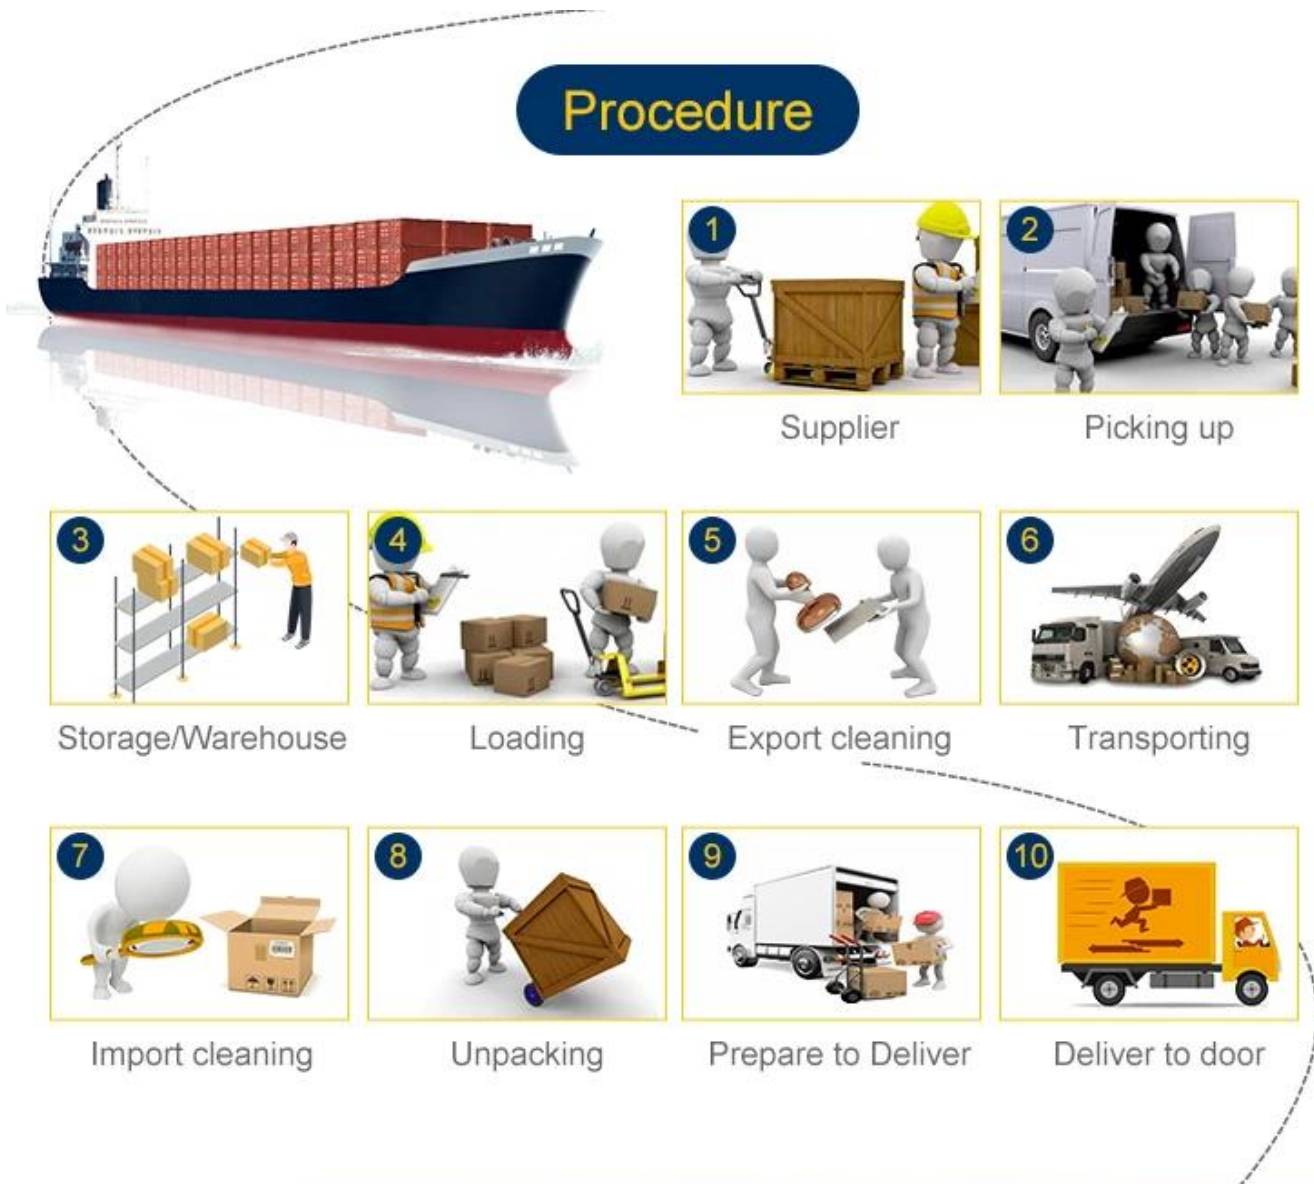 Procedure
1
2
Supplier
Picking up
3
4
5
6
Storage/Warehouse
Loading
Export cleaning
Transporting
7
8
9
10
Import cleaning
Unpacking
Prepare to Deliver
Deliver to door